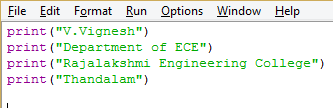 File Edit Format Run Options Window Help
print("V.Vignesh")
print("Department of ECE")
print("Rajalakshmi Engineering College")
print("Thandalam")